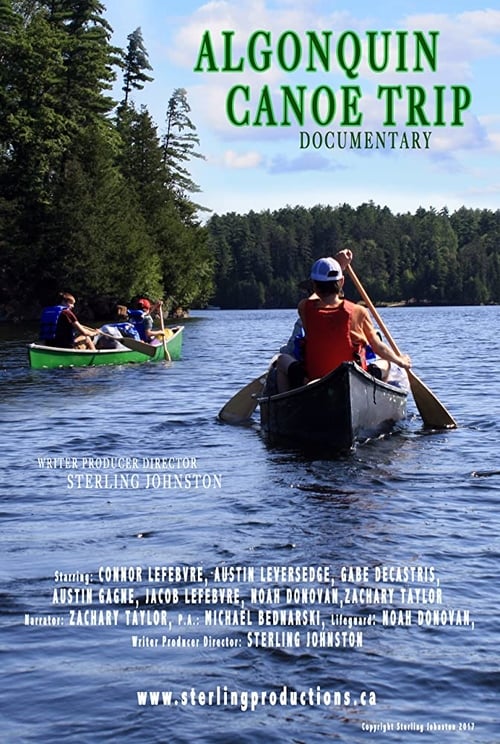 ALGONQUIN
CANOE TRIP
DOCUMENTARY
WRITER PRODUCER DIRECTOR
STERLING JOHNSTON
Starring: CONNOR LEFEBVRE, AUSTIN LEVERSEDGE, GABE DECASTRIS,
AUSTIN GAGNE, JACOB LEFEBVRE, NOAH DONOVAN,ZACHARY TAYLOR
Narrator: ZACHARY TAYLOR, P.A.: MICHAEL BEDNARSKI, Lifeguard: NOAH DONOVAN,
Writer Producer Director: STERLING JOHNSTON
www.sterlingproductions.ca
Copyright Sterling Johnston 2017